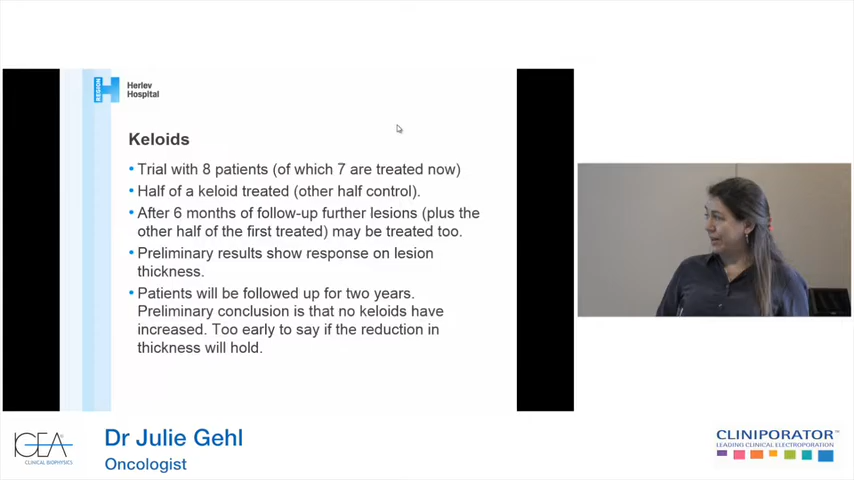 REGION
Herlev
Hospital
Keloids
• Trial with 8 patients (of which 7 are treated now)
• Half of a keloid treated (other half control).
• After 6 months of follow-up further lesions (plus the
other half of the first treated) may be treated too.
• Preliminary results show response on lesion
thickness.
• Patients will be followed up for two years.
Preliminary conclusion is that no keloids have
increased. Too early to say if the reduction in
thickness will hold.
IGEA
CLINICAL BIOPHYSICS
Dr Julie Gehl
Oncologist
CLINIPORATOR™
LEADING CLINICAL ELECTROPORATION